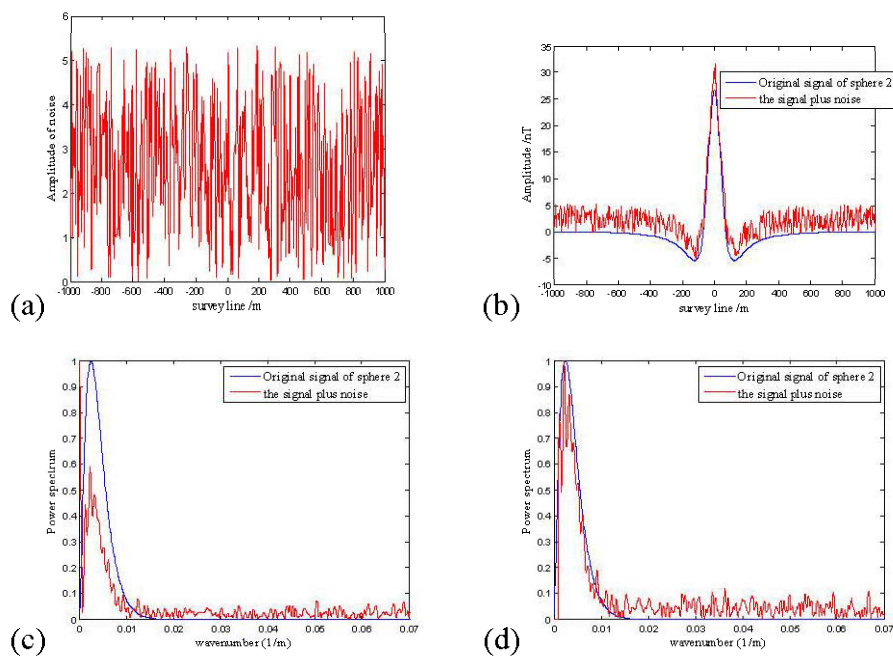 6
5
4
3
2
1
0
Amplitude of noise
-1000 -800 -600 -400 -200 0 200 400 600 800 1000
survey line /m
(a)
35
30
25
20
15
10
5
0
-5
-10
Amplitude /nT
Original signal of sphere 2
the signal plus noise
-1000 -800 -600 -400 -200 0 200 400 600 800 1000
survey line /m
(b)
1
0.9
0.8
0.7
0.6
0.5
0.4
0.3
0.2
0.1
0
Power spectrum
Original signal of sphere 2
the signal plus noise
0 0.01 0.02 0.03 0.04 0.05 0.06 0.07
wavenumber (1/m)
(c)
1
0.9
0.8
0.7
0.6
0.5
0.4
0.3
0.2
0.1
0
Power spectrum
Original signal of sphere 2
the signal plus noise
0 0.01 0.02 0.03 0.04 0.05 0.06 0.07
wavenumber (1/m)
(d)